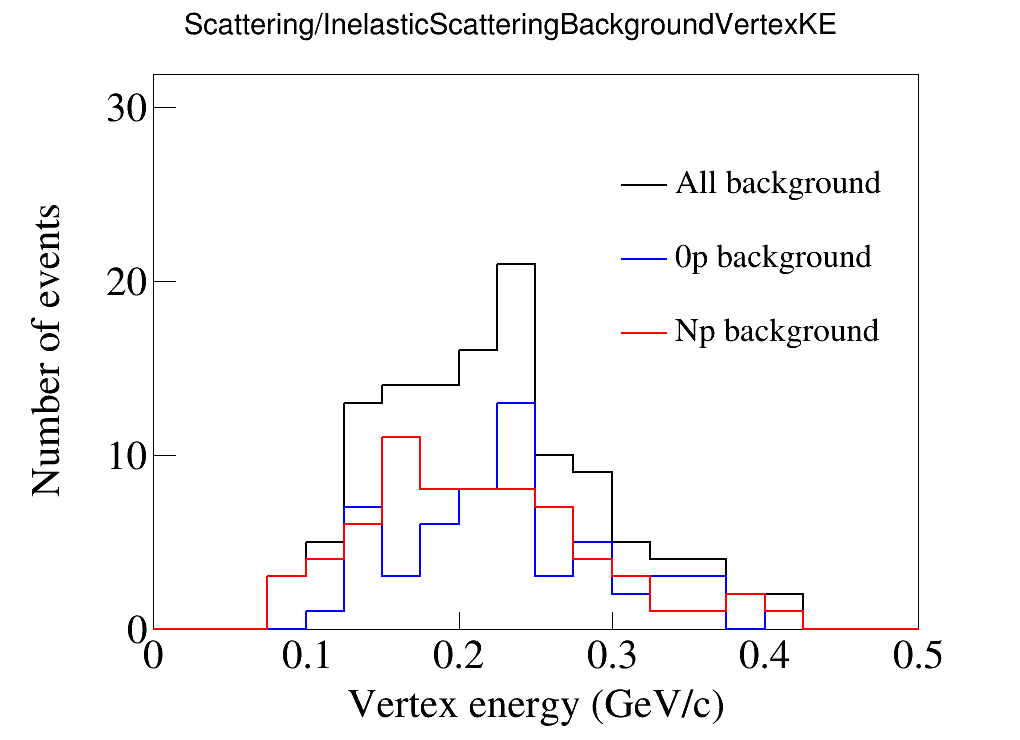 Scattering/InelasticScatteringBackgroundVertexKE
30
20
10
0
Number of events
All background
0p background
Np background
0 0.1 0.2 0.3 0.4 0.5
Vertex energy (GeV/c)